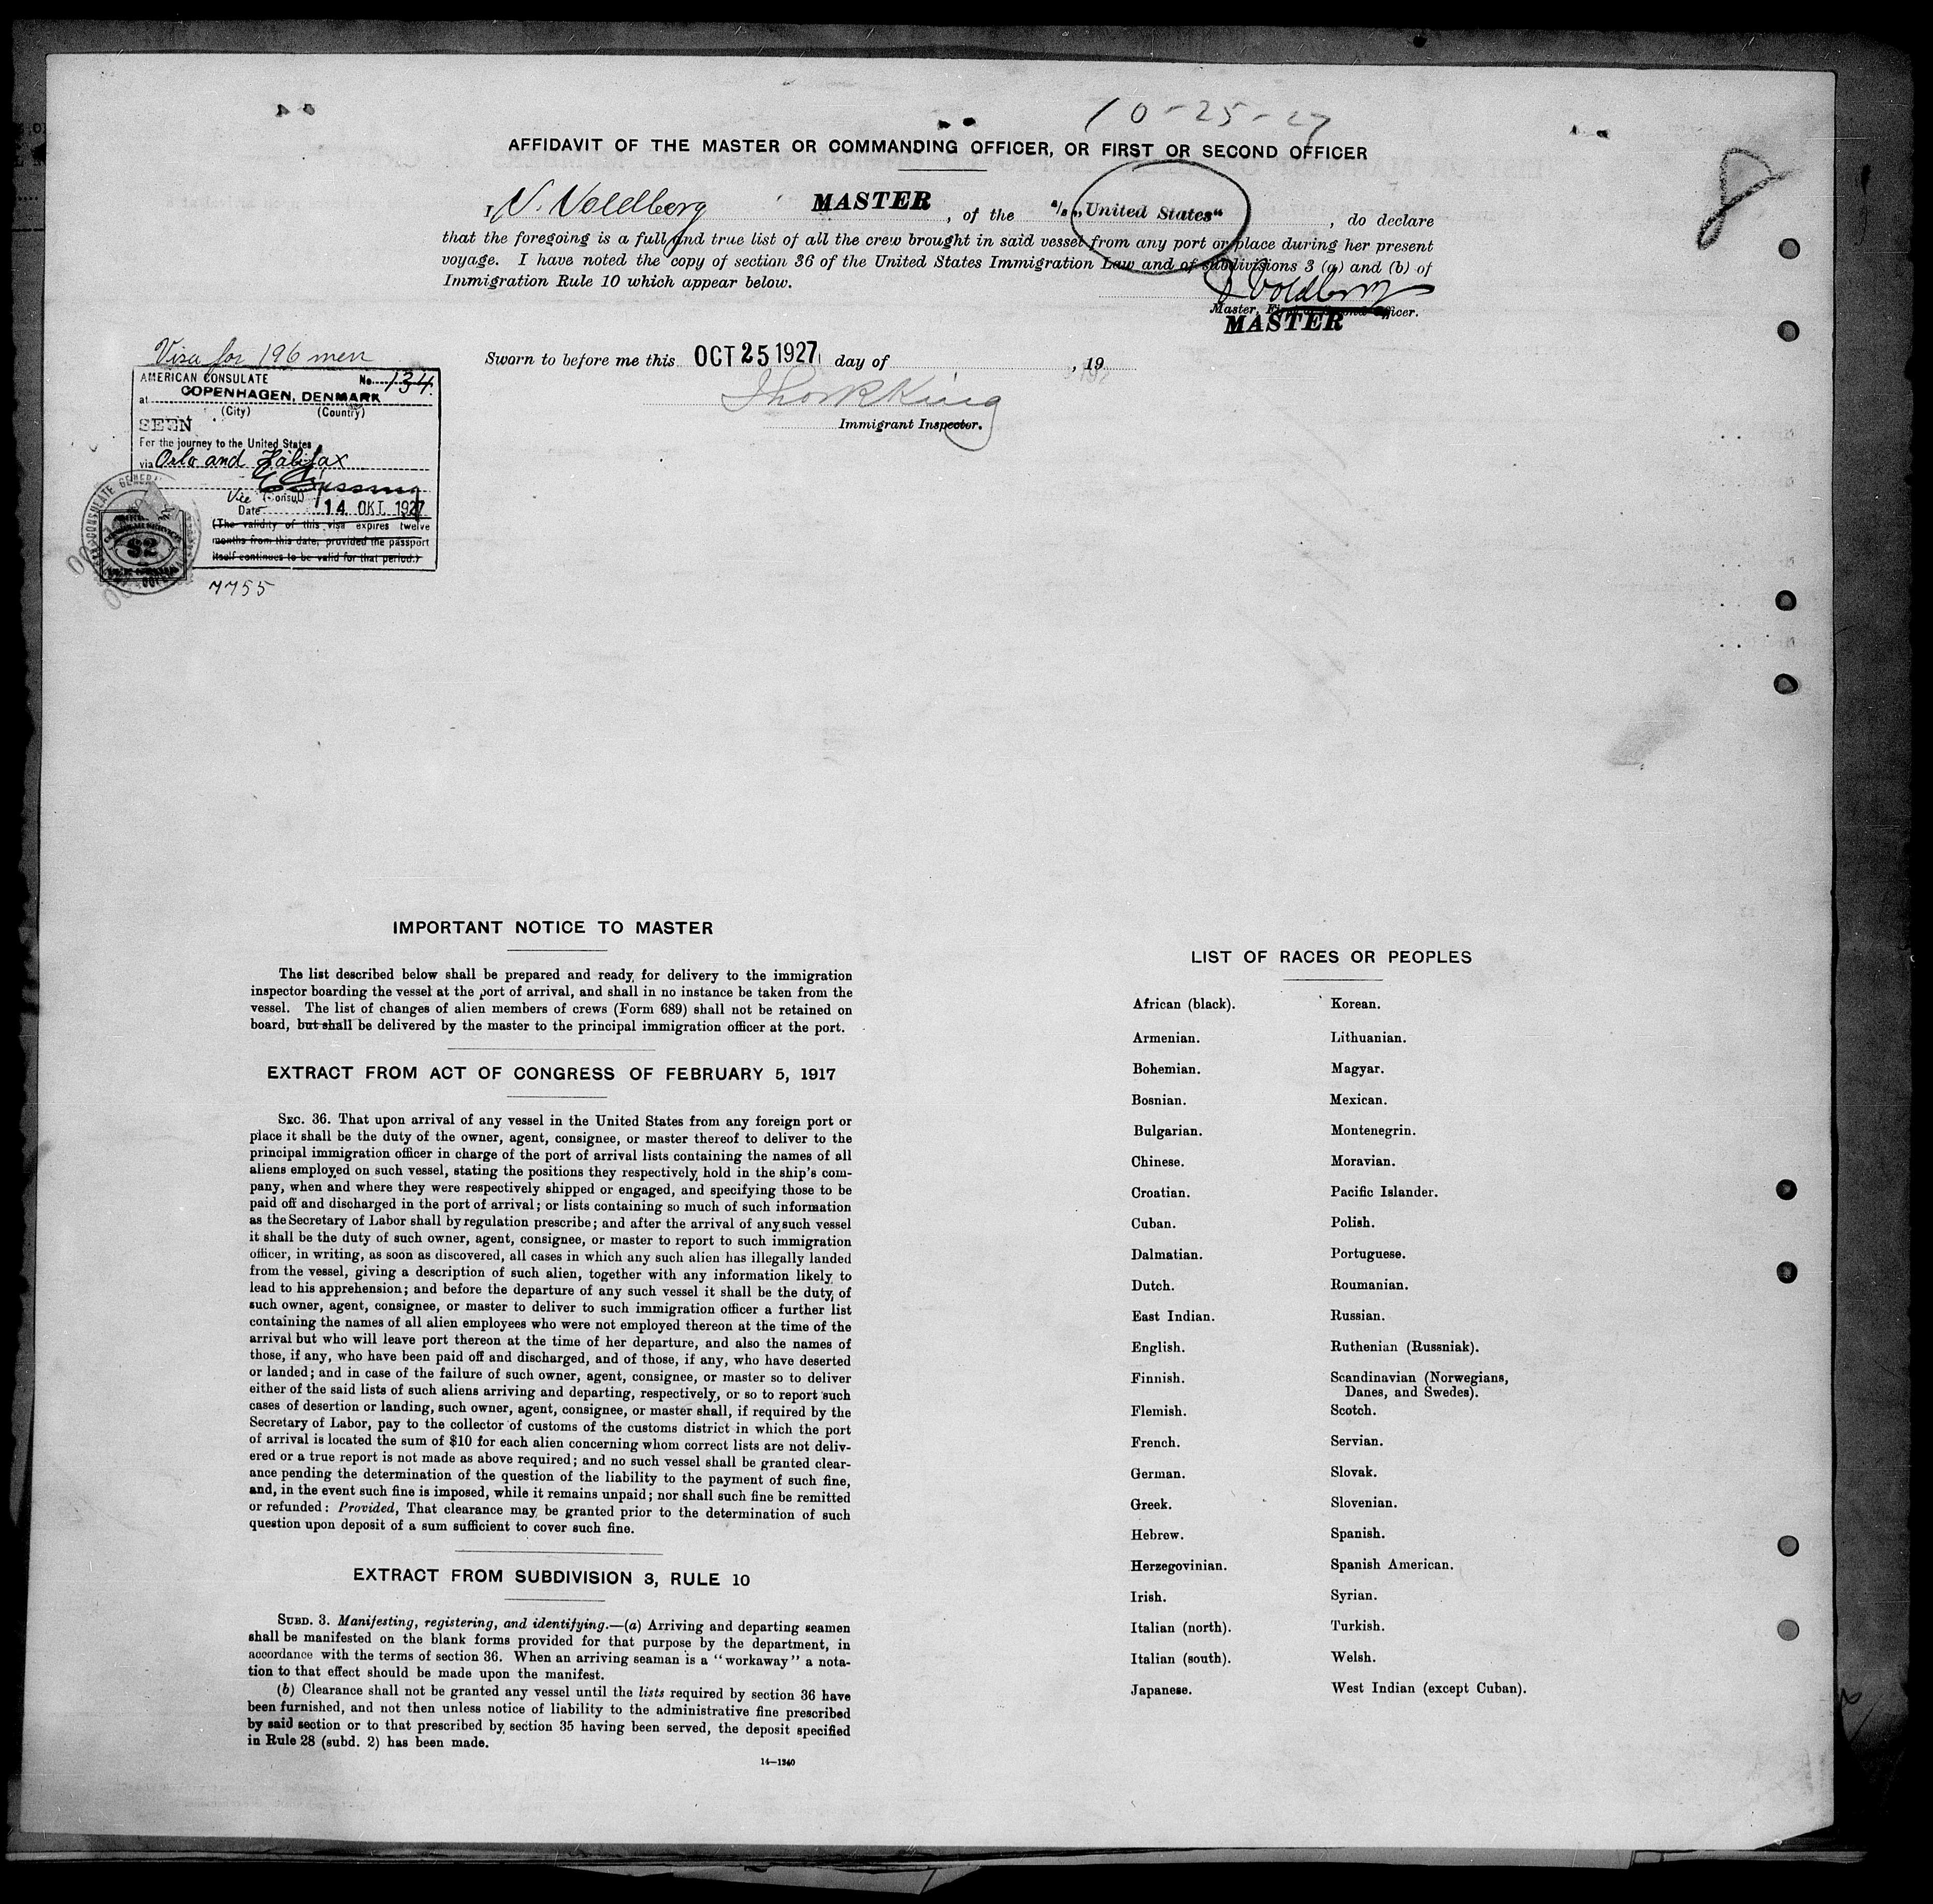 10-25-27
8
AFFIDAVIT OF THE MASTER OR COMMANDING OFFICER, OR FIRST OR SECOND OFFICER
I, V. Voldberg MASTER, of the s/s „United States“, do declare
that the foregoing is a full and true list of all the crew brought in said vessel from any port or place during her present
voyage. I have noted the copy of section 36 of the United States Immigration Law and of subdivisions 3 (a) and (b) of
Immigration Rule 10 which appear below.
V Voldberg
Master, First or Second Officer.
MASTER
Sworn to before me this OCT 25 1927 day of , 19
Immigrant Inspector.
Visa for 196 men
AMERICAN CONSULATE No. 134.
at COPENHAGEN, DENMARK
(City) (Country)
SEEN
For the journey to the United States
via Oslo and Halifax
Vice Consul
Date 14 OKT. 1927
(The validity of this visa expires twelve
months from this date, provided the passport
itself continues to be valid for that period.)
$2
7755
IMPORTANT NOTICE TO MASTER
The list described below shall be prepared and ready for delivery to the immigration
inspector boarding the vessel at the port of arrival, and shall in no instance be taken from the
vessel. The list of changes of alien members of crews (Form 689) shall not be retained on
board, but shall be delivered by the master to the principal immigration officer at the port.
EXTRACT FROM ACT OF CONGRESS OF FEBRUARY 5, 1917
SEC. 36. That upon arrival of any vessel in the United States from any foreign port or
place it shall be the duty of the owner, agent, consignee, or master thereof to deliver to the
principal immigration officer in charge of the port of arrival lists containing the names of all
aliens employed on such vessel, stating the positions they respectively hold in the ship's com-
pany, when and where they were respectively shipped or engaged, and specifying those to be
paid off and discharged in the port of arrival; or lists containing so much of such information
as the Secretary of Labor shall by regulation prescribe; and after the arrival of any such vessel
it shall be the duty of such owner, agent, consignee, or master to report to such immigration
officer, in writing, as soon as discovered, all cases in which any such alien has illegally landed
from the vessel, giving a description of such alien, together with any information likely to
lead to his apprehension; and before the departure of any such vessel it shall be the duty of
such owner, agent, consignee, or master to deliver to such immigration officer a further list
containing the names of all alien employees who were not employed thereon at the time of the
arrival but who will leave port thereon at the time of her departure, and also the names of
those, if any, who have been paid off and discharged, and of those, if any, who have deserted
or landed; and in case of the failure of such owner, agent, consignee, or master so to deliver
either of the said lists of such aliens arriving and departing, respectively, or so to report such
cases of desertion or landing, such owner, agent, consignee, or master shall, if required by the
Secretary of Labor, pay to the collector of customs of the customs district in which the port
of arrival is located the sum of $10 for each alien concerning whom correct lists are not deliv-
ered or a true report is not made as above required; and no such vessel shall be granted clear-
ance pending the determination of the question of the liability to the payment of such fine,
and, in the event such fine is imposed, while it remains unpaid; nor shall such fine be remitted
or refunded: Provided, That clearance may be granted prior to the determination of such
question upon deposit of a sum sufficient to cover such fine.
EXTRACT FROM SUBDIVISION 3, RULE 10
SUBD. 3. Manifesting, registering, and identifying.—(a) Arriving and departing seamen
shall be manifested on the blank forms provided for that purpose by the department, in
accordance with the terms of section 36. When an arriving seaman is a "workaway" a nota-
tion to that effect should be made upon the manifest.
(b) Clearance shall not be granted any vessel until the lists required by section 36 have
been furnished, and not then unless notice of liability to the administrative fine prescribed
by said section or to that prescribed by section 35 having been served, the deposit specified
in Rule 28 (subd. 2) has been made.
14—1240
LIST OF RACES OR PEOPLES
African (black). Korean.
Armenian. Lithuanian.
Bohemian. Magyar.
Bosnian. Mexican.
Bulgarian. Montenegrin.
Chinese. Moravian.
Croatian. Pacific Islander.
Cuban. Polish.
Dalmatian. Portuguese.
Dutch. Roumanian.
East Indian. Russian.
English. Ruthenian (Russniak).
Finnish. Scandinavian (Norwegians,
Danes, and Swedes).
Flemish. Scotch.
French. Servian.
German. Slovak.
Greek. Slovenian.
Hebrew. Spanish.
Herzegovinian. Spanish American.
Irish. Syrian.
Italian (north). Turkish.
Italian (south). Welsh.
Japanese. West Indian (except Cuban).